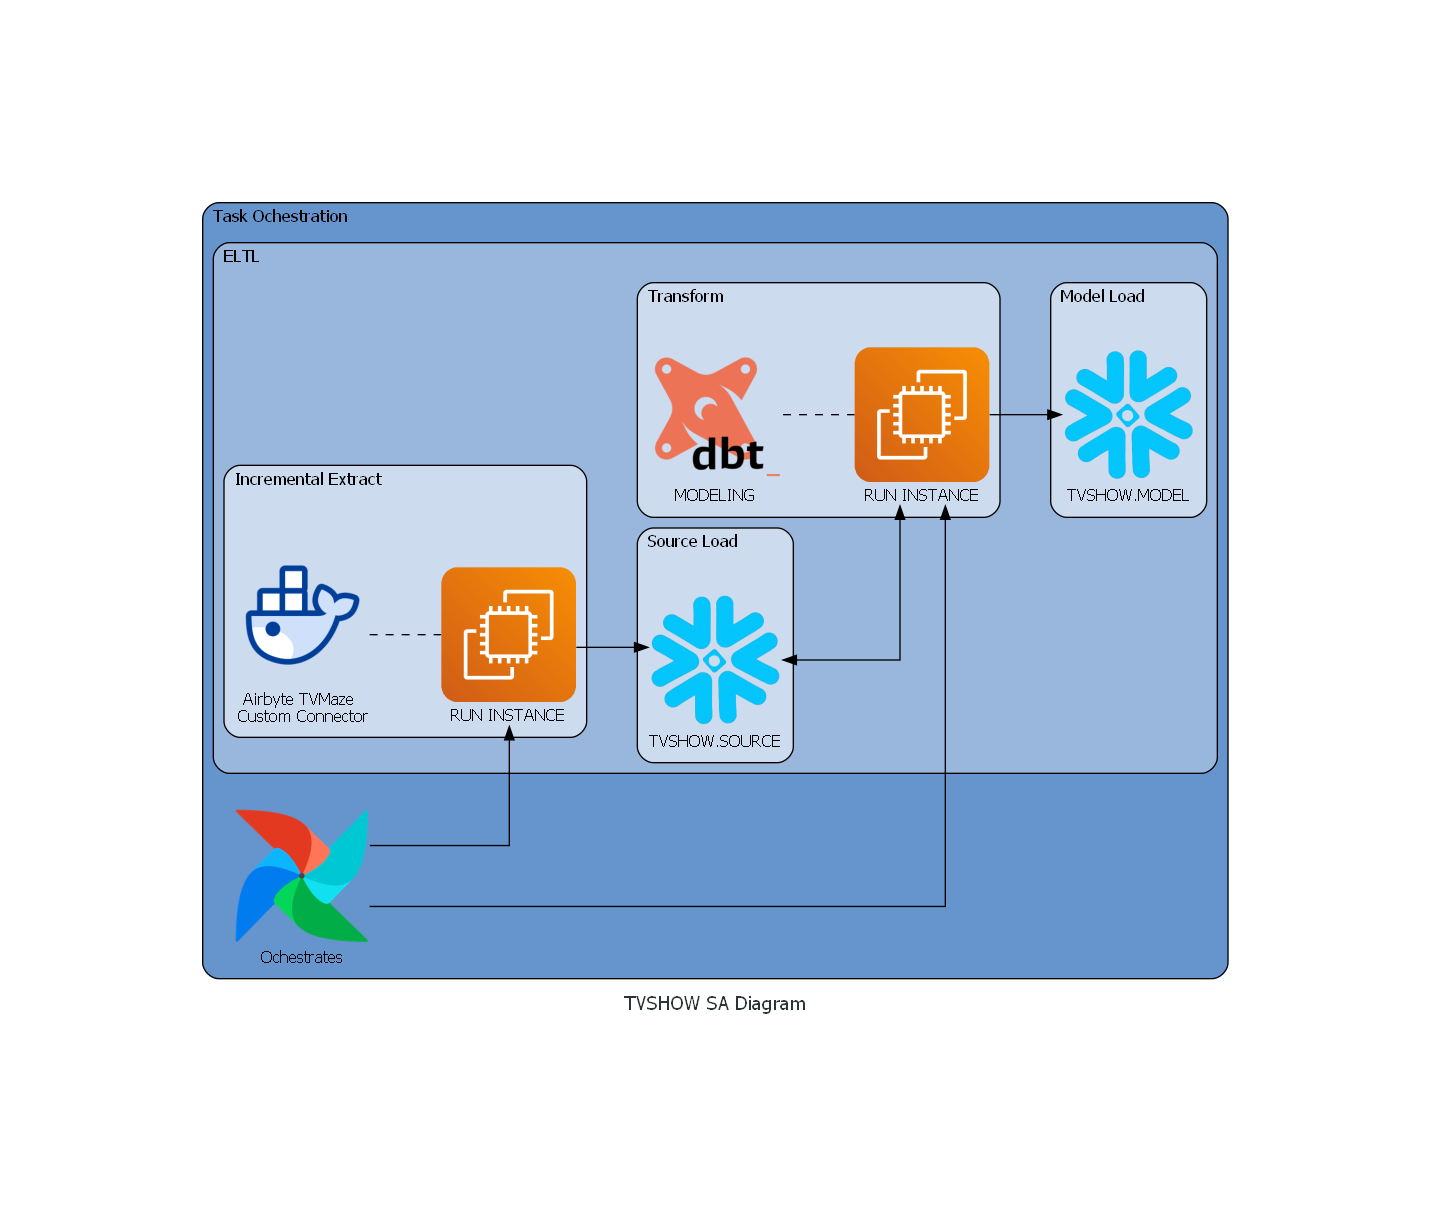 Task Ochestration
ELTL
Transform
Model Load
dbt_
MODELING
RUN INSTANCE
TVSHOW.MODEL
Incremental Extract
Source Load
Airbyte TVMaze
Custom Connector
RUN INSTANCE
TVSHOW.SOURCE
Ochestrates
TVSHOW SA Diagram